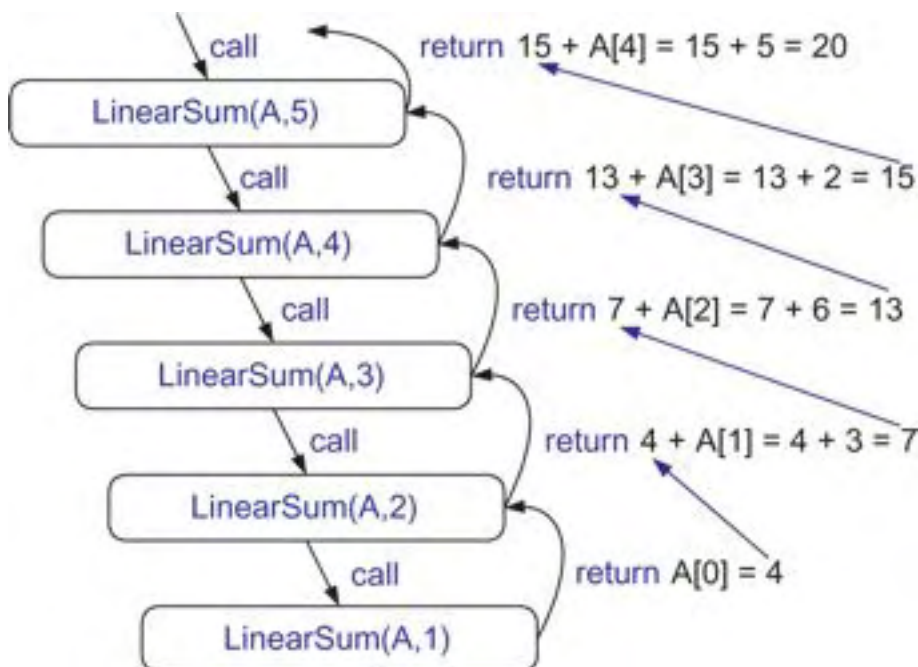 call
return 15 + A[4] = 15 + 5 = 20
LinearSum(A,5)
call
return 13 + A[3] = 13 + 2 = 15
LinearSum(A,4)
call
return 7 + A[2] = 7 + 6 = 13
LinearSum(A,3)
call
return 4 + A[1] = 4 + 3 = 7
LinearSum(A,2)
call
return A[0] = 4
LinearSum(A,1)